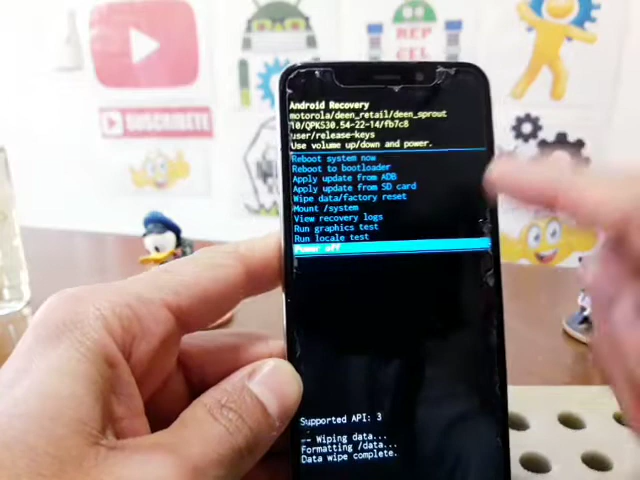 REP
CEL
SUSCRIBETE
Android Recovery
motorola/deen_retail/deen_sprout
10/QPKS30.54-22-14/fb7c8
user/release-keys
Use volume up/down and power.
Reboot system now
Reboot to bootloader
Apply update from ADB
Apply update from SD card
Wipe data/factory reset
Mount /system
View recovery logs
Run graphics test
Run locale test
Power off
Supported API: 3
-- Wiping data...
Formatting /data...
Data wipe complete.